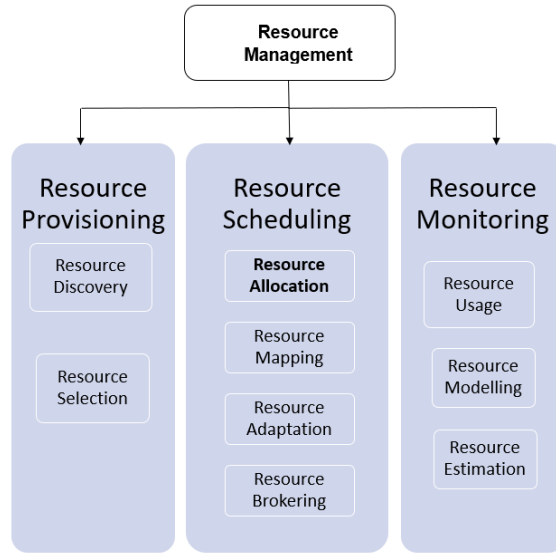 Resource
Management
Resource
Provisioning
Resource
Discovery
Resource
Selection
Resource
Scheduling
Resource
Allocation
Resource
Mapping
Resource
Adaptation
Resource
Brokering
Resource
Monitoring
Resource
Usage
Resource
Modelling
Resource
Estimation